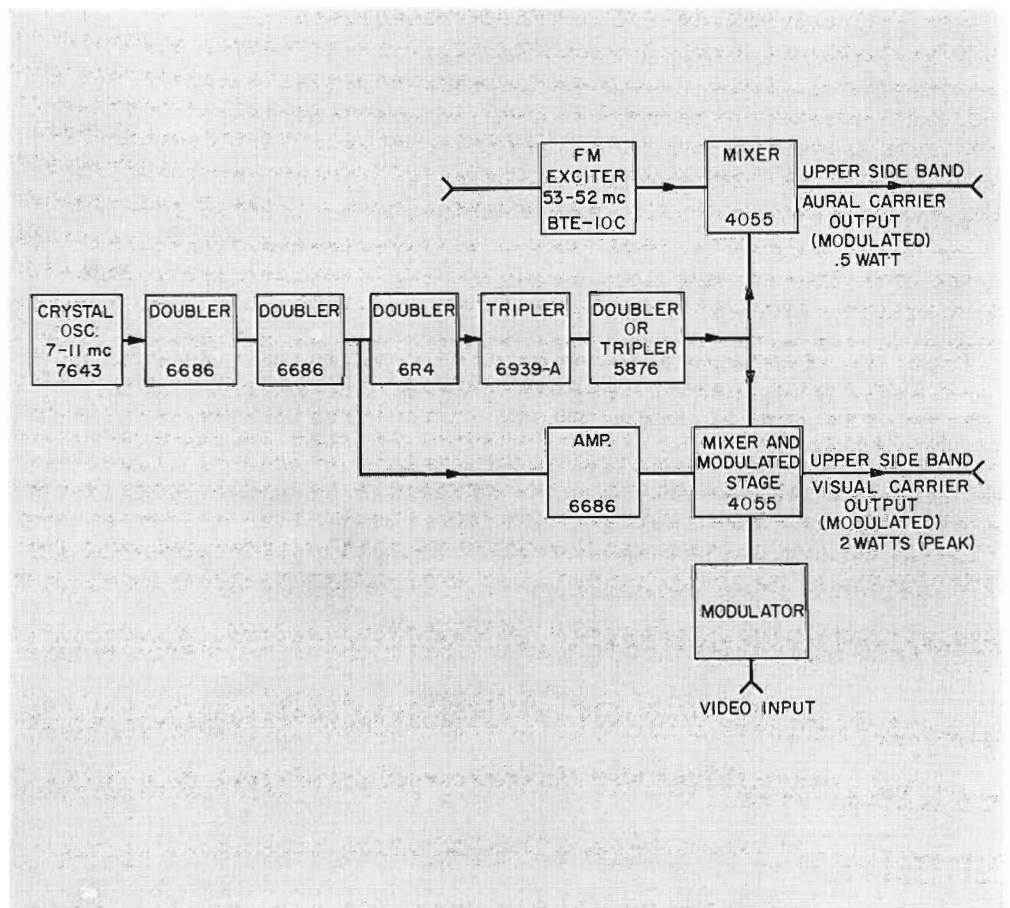 FM
EXCITER
53-52 mc
BTE-10C
MIXER
4055
UPPER SIDE BAND
AURAL CARRIER
OUTPUT
(MODULATED)
.5 WATT
CRYSTAL
OSC.
7-11 mc
7643
DOUBLER
6686
DOUBLER
6686
DOUBLER
6R4
TRIPLER
6939-A
DOUBLER
OR
TRIPLER
5876
AMP.
6686
MIXER AND
MODULATED
STAGE
4055
UPPER SIDE BAND
VISUAL CARRIER
OUTPUT
(MODULATED)
2 WATTS (PEAK)
MODULATOR
VIDEO INPUT